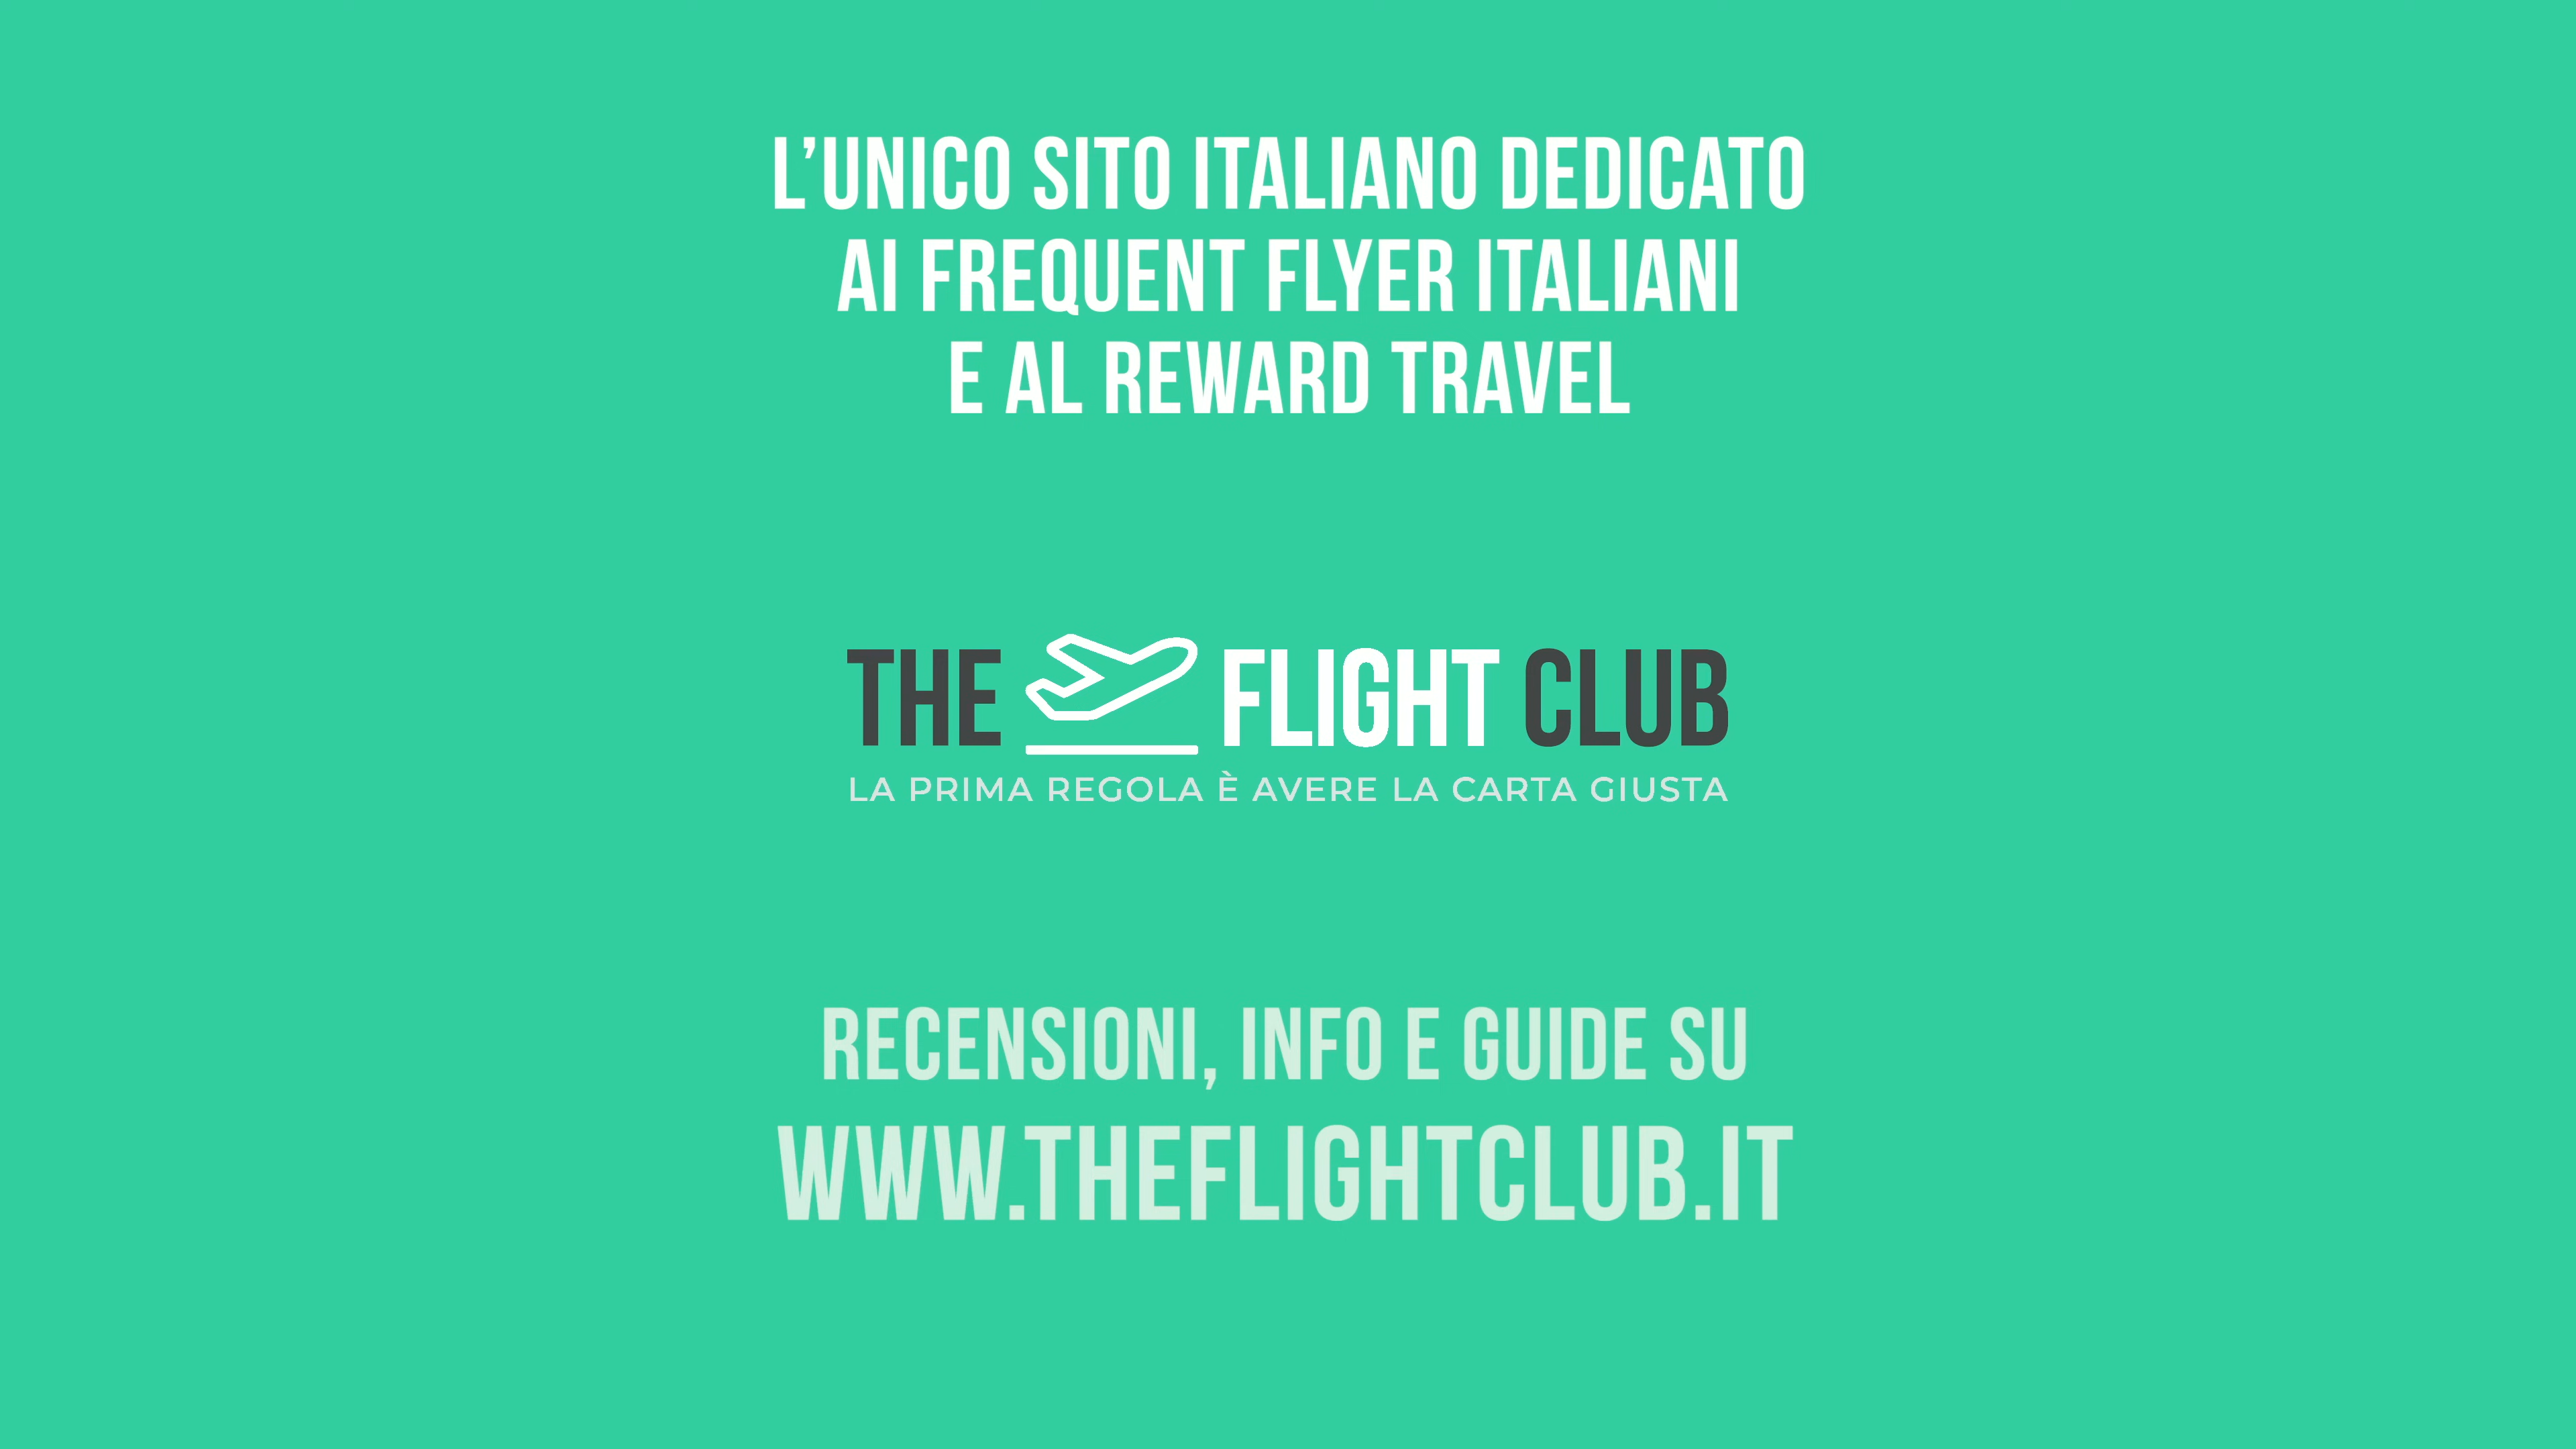 L’UNICO SITO ITALIANO DEDICATO
AI FREQUENT FLYER ITALIANI
E AL REWARD TRAVEL
THE FLIGHT CLUB
LA PRIMA REGOLA È AVERE LA CARTA GIUSTA
RECENSIONI, INFO E GUIDE SU
WWW.THEFLIGHTCLUB.IT